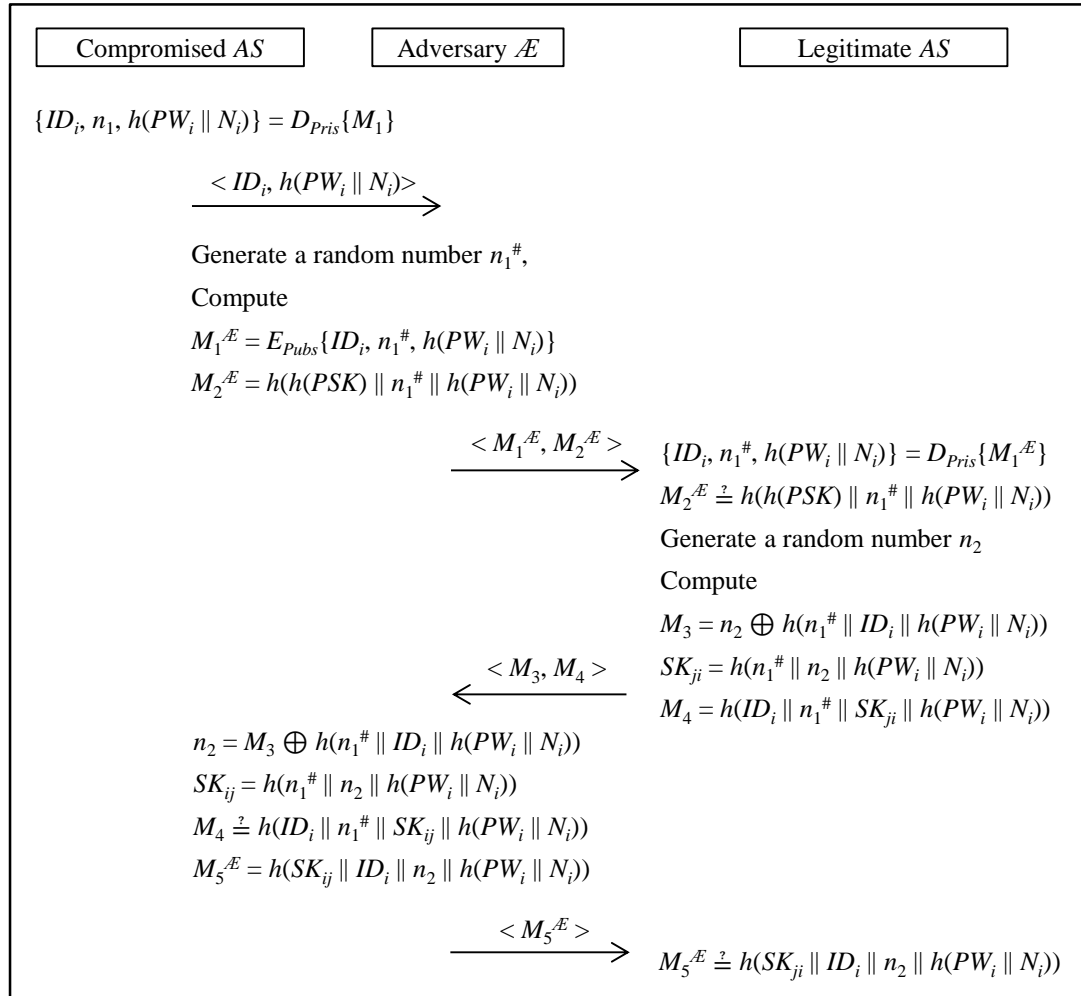 Compromised AS
Adversary Æ
Legitimate AS
{ID_i, n_1, h(PW_i || N_i)} = D_Pris{M_1}
< ID_i, h(PW_i || N_i)>
Generate a random number n_1^#,
Compute
M_1^Æ = E_Pubs{ID_i, n_1^#, h(PW_i || N_i)}
M_2^Æ = h(h(PSK) || n_1^# || h(PW_i || N_i))
< M_1^Æ, M_2^Æ >
{ID_i, n_1^#, h(PW_i || N_i)} = D_Pris{M_1^Æ}
M_2^Æ ≟ h(h(PSK) || n_1^# || h(PW_i || N_i))
Generate a random number n_2
Compute
M_3 = n_2 ⊕ h(n_1^# || ID_i || h(PW_i || N_i))
SK_ji = h(n_1^# || n_2 || h(PW_i || N_i))
M_4 = h(ID_i || n_1^# || SK_ji || h(PW_i || N_i))
< M_3, M_4 >
n_2 = M_3 ⊕ h(n_1^# || ID_i || h(PW_i || N_i))
SK_ij = h(n_1^# || n_2 || h(PW_i || N_i))
M_4 ≟ h(ID_i || n_1^# || SK_ij || h(PW_i || N_i))
M_5^Æ = h(SK_ij || ID_i || n_2 || h(PW_i || N_i))
< M_5^Æ >
M_5^Æ ≟ h(SK_ji || ID_i || n_2 || h(PW_i || N_i))